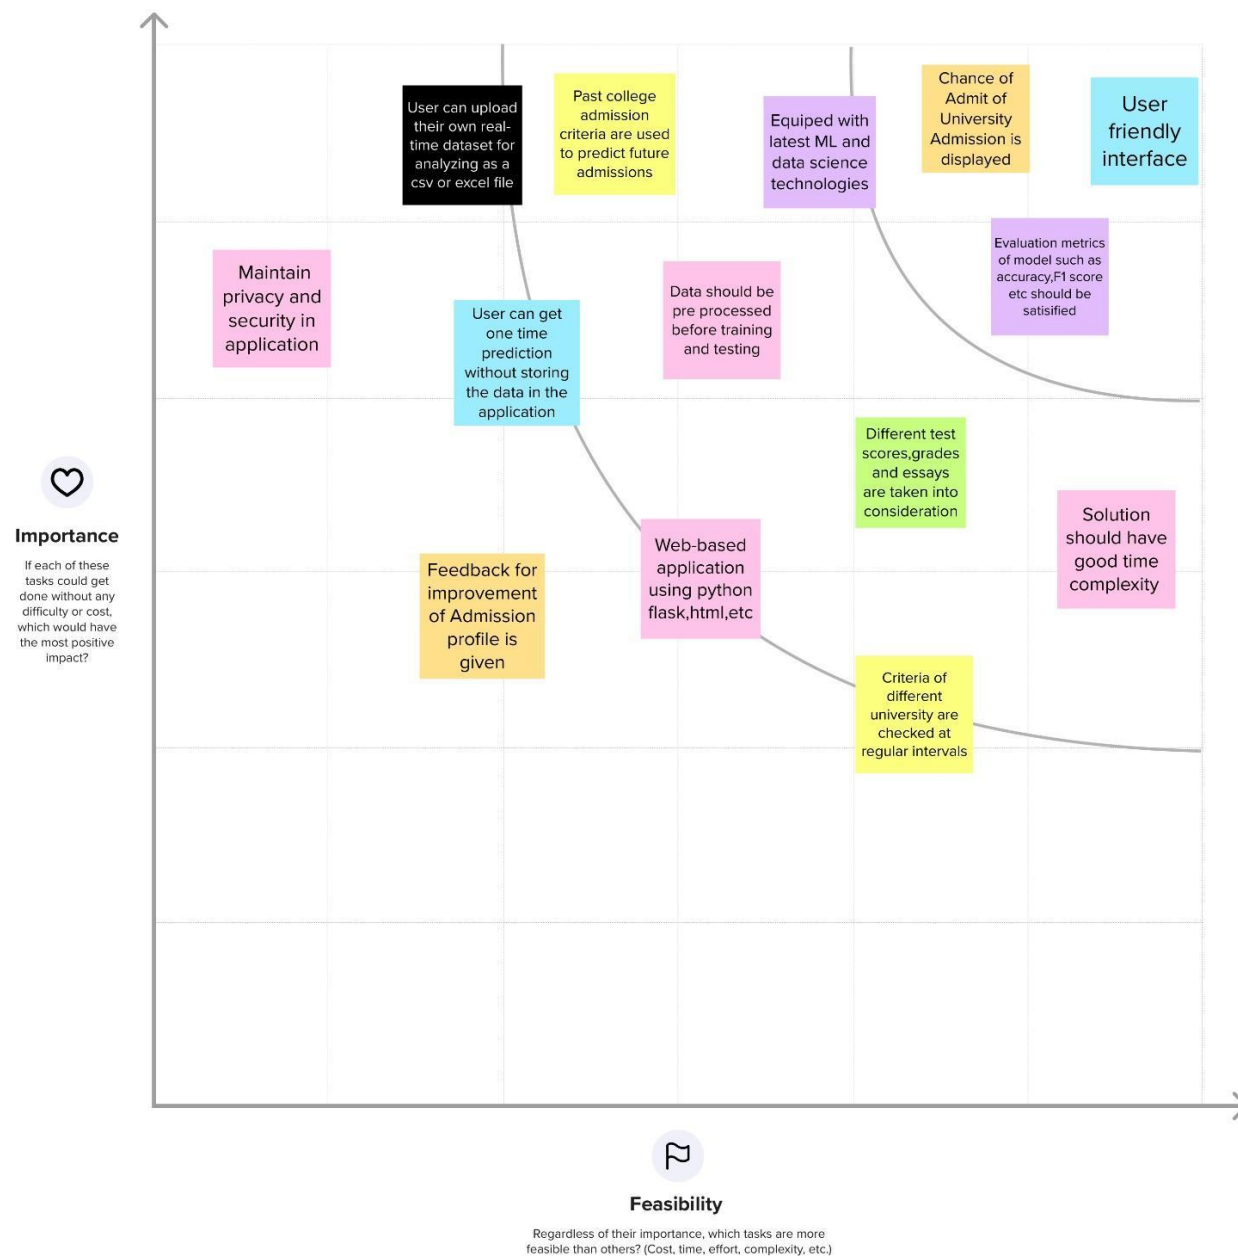 User can upload
their own real-
time dataset for
analyzing as a
csv or excel file
Past college
admission
criteria are used
to predict future
admissions
Equiped with
latest ML and
data science
technologies
Chance of
Admit of
University
Admission is
displayed
User
friendly
interface
Maintain
privacy and
security in
application
User can get
one time
prediction
without storing
the data in the
application
Data should be
pre processed
before training
and testing
Evaluation metrics
of model such as
accuracy,F1 score
etc should be
satisified
Different test
scores,grades
and essays
are taken into
consideration
Solution
should have
good time
complexity
Importance
If each of these
tasks could get
done without any
difficulty or cost,
which would have
the most positive
impact?
Feedback for
improvement
of Admission
profile is
given
Web-based
application
using python
flask,html,etc
Criteria of
different
university are
checked at
regular intervals
Feasibility
Regardless of their importance, which tasks are more
feasible than others? (Cost, time, effort, complexity, etc.)